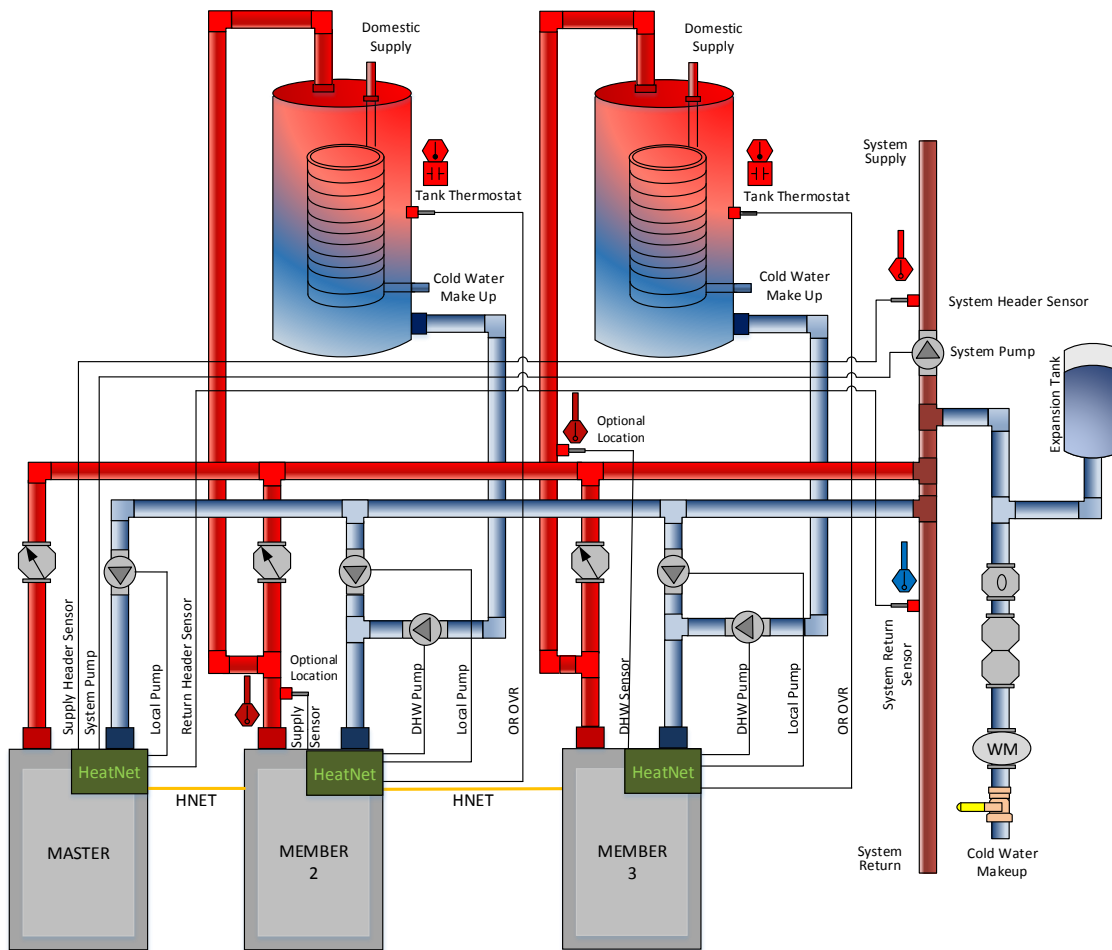 Domestic
Supply
Domestic
Supply
Tank Thermostat
Tank Thermostat
System
Supply
Cold Water
Make Up
Cold Water
Make Up
System Header Sensor
System Pump
Expansion Tank
Optional
Location
Supply Header Sensor
System Pump
Local Pump
Return Header Sensor
Optional
Location
Supply
Sensor
DHW Pump
Local Pump
OR OVR
DHW Sensor
DHW Pump
Local Pump
OR OVR
System Return
Sensor
WM
HeatNet
HeatNet
HeatNet
HNET
HNET
MASTER
MEMBER
2
MEMBER
3
System
Return
Cold Water
Makeup